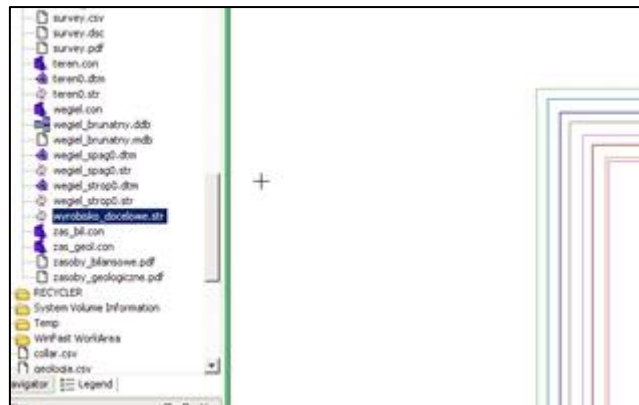 survey.csv
survey.dsc
survey.pdf
teren.con
teren0.dtm
teren0.str
wegiel.con
wegiel_brunatny.ddb
wegiel_brunatny.mdb
wegiel_spag0.dtm
wegiel_spag0.str
wegiel_strop0.dtm
wegiel_strop0.str
wyrobisko_docelowe.str
zas_bil.con
zas_geol.con
zasoby_bilansowe.pdf
zasoby_geologiczne.pdf
RECYCLER
System Volume Information
Temp
WinFast WorkArea
collar.csv
geologia.csv
avigator Legend